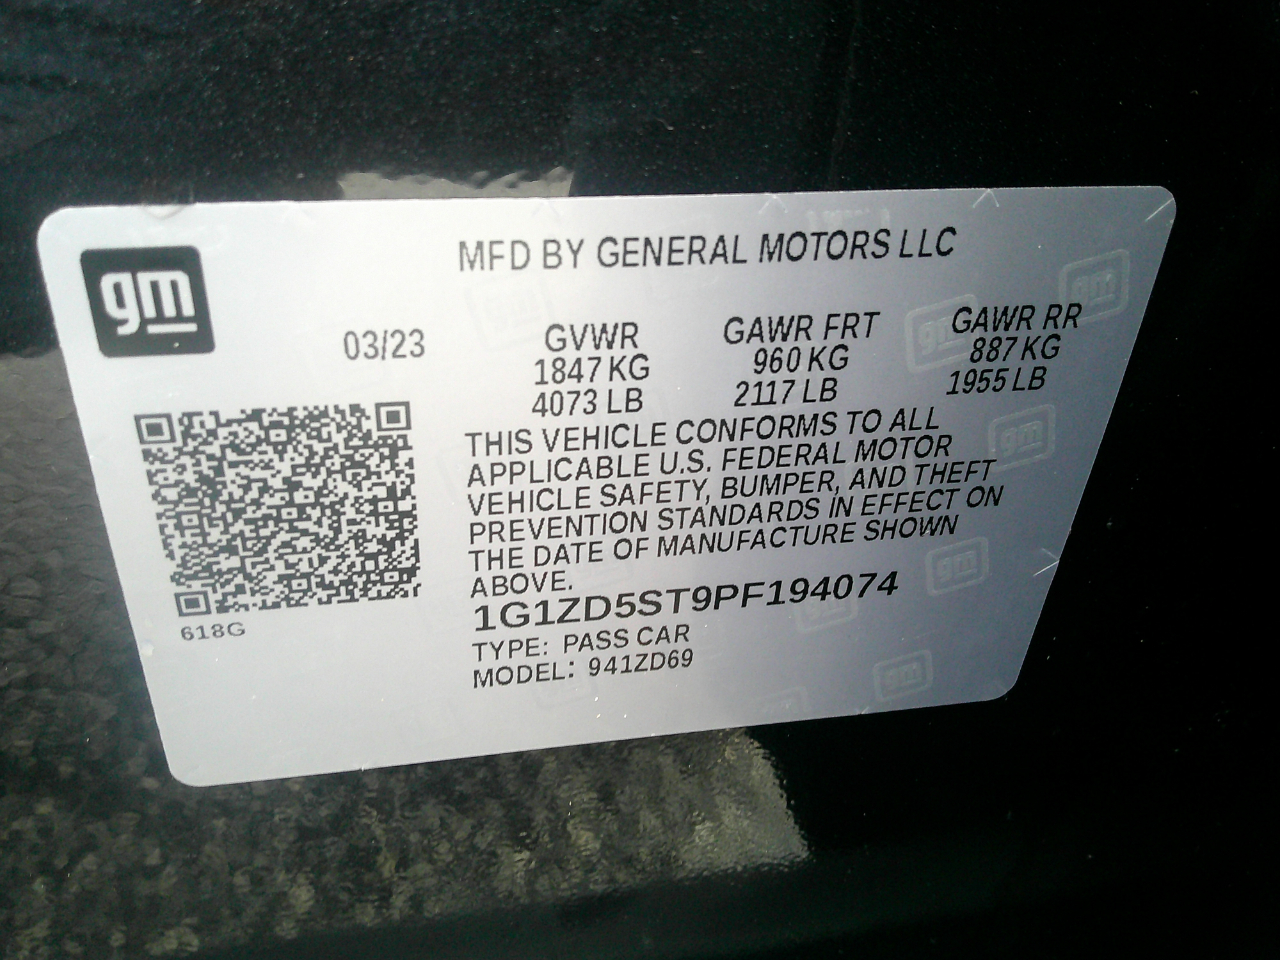 gm
MFD BY GENERAL MOTORS LLC
03/23 GVWR GAWR FRT GAWR RR
1847 KG 960 KG 887 KG
4073 LB 2117 LB 1955 LB
THIS VEHICLE CONFORMS TO ALL
APPLICABLE U.S. FEDERAL MOTOR
VEHICLE SAFETY, BUMPER, AND THEFT
PREVENTION STANDARDS IN EFFECT ON
THE DATE OF MANUFACTURE SHOWN
ABOVE.
1G1ZD5ST9PF194074
TYPE: PASS CAR
MODEL: 941ZD69
618G